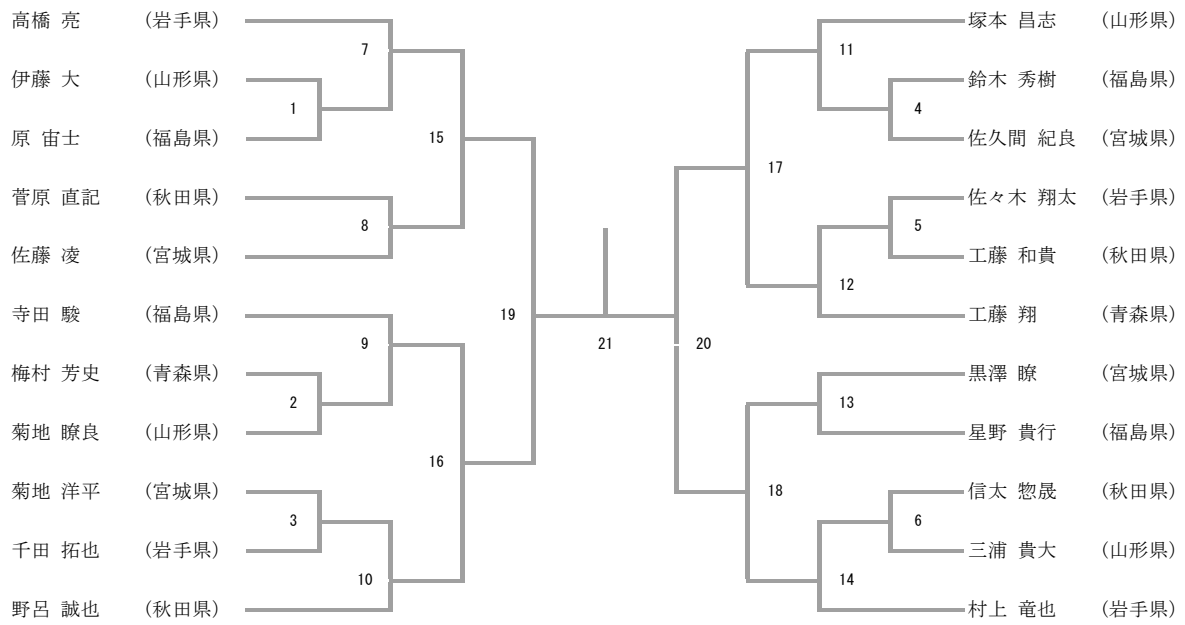 高橋 亮 (岩手県)
7
伊藤 大 (山形県)
1
原 宙士 (福島県)
15
菅原 直記 (秋田県)
8
佐藤 凌 (宮城県)
19
寺田 駿 (福島県)
9
梅村 芳史 (青森県)
2
菊地 瞭良 (山形県)
16
菊地 洋平 (宮城県)
3
千田 拓也 (岩手県)
10
野呂 誠也 (秋田県)
21
塚本 昌志 (山形県)
11
鈴木 秀樹 (福島県)
4
佐久間 紀良 (宮城県)
17
佐々木 翔太 (岩手県)
5
工藤 和貴 (秋田県)
12
工藤 翔 (青森県)
20
黒澤 瞭 (宮城県)
13
星野 貴行 (福島県)
18
信太 惣晟 (秋田県)
6
三浦 貴大 (山形県)
14
村上 竜也 (岩手県)